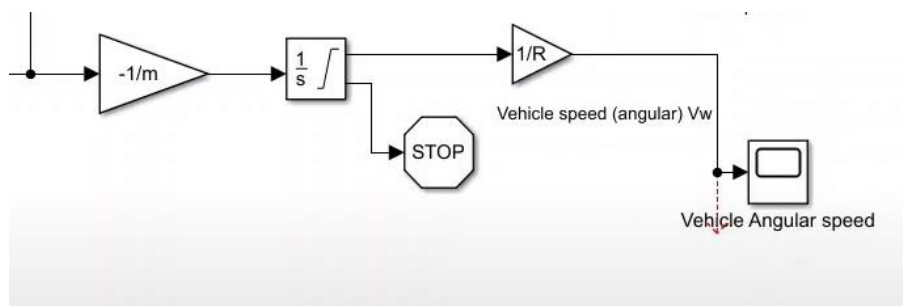 -1/m
1
s
1/R
Vehicle speed (angular) Vw
STOP
Vehicle Angular speed